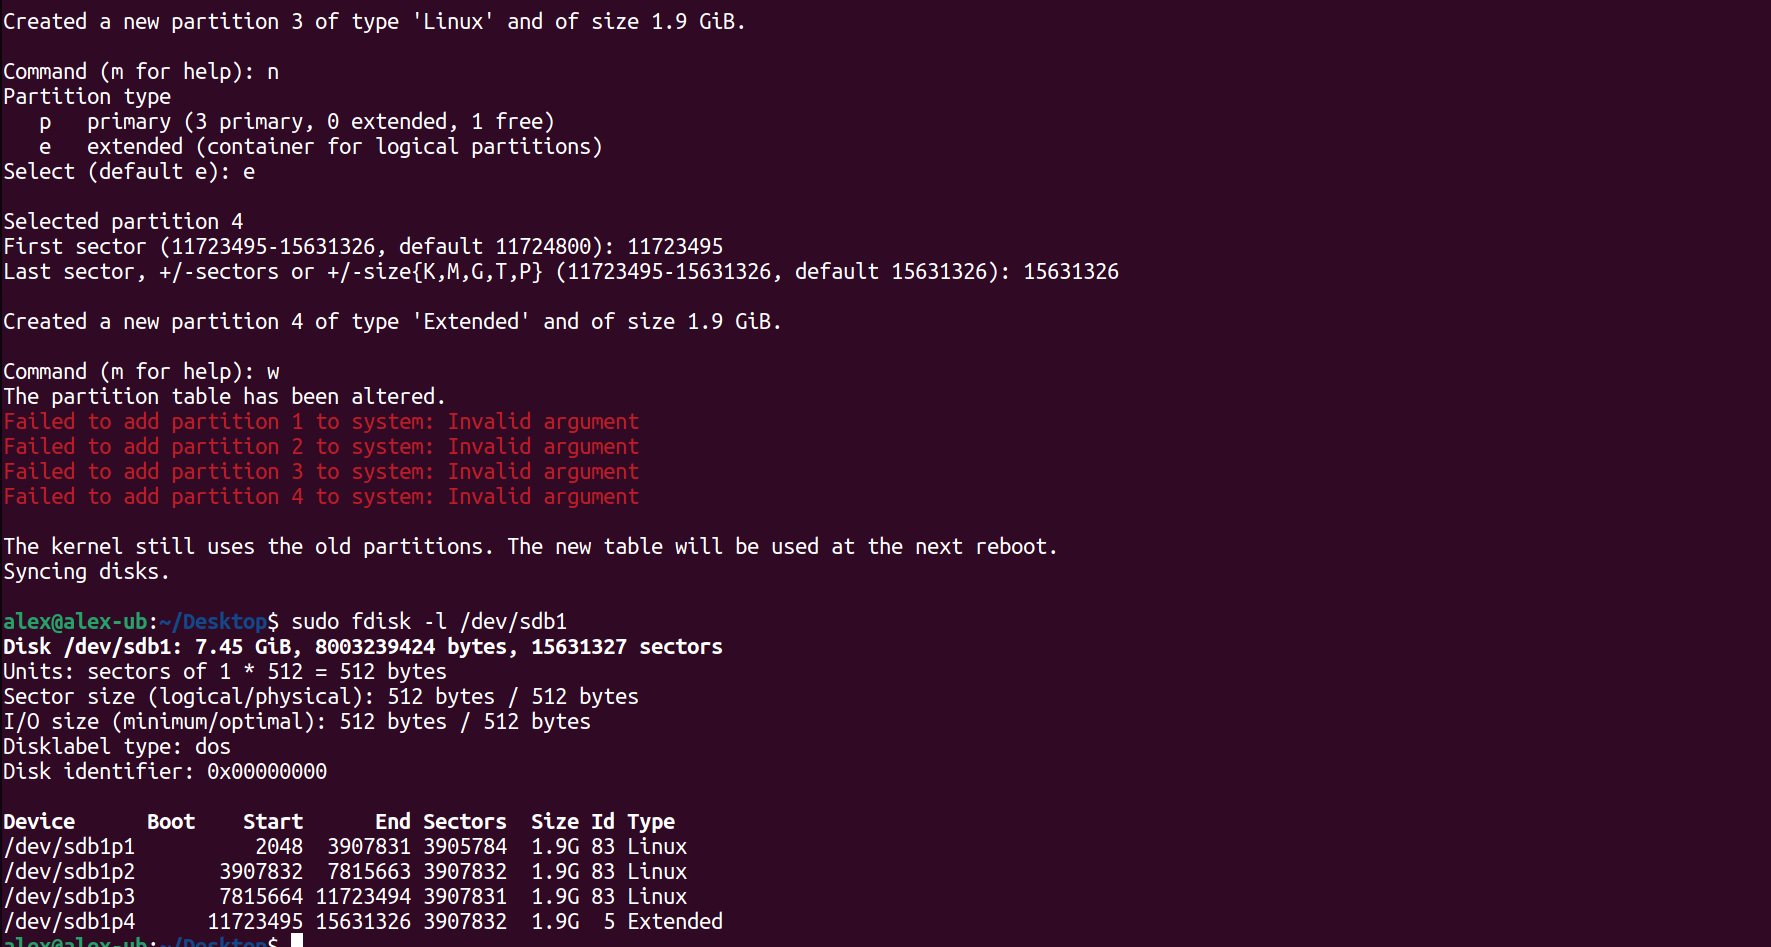 Created a new partition 3 of type 'Linux' and of size 1.9 GiB.
Command (m for help): n
Partition type
   p   primary (3 primary, 0 extended, 1 free)
   e   extended (container for logical partitions)
Select (default e): e
Selected partition 4
First sector (11723495-15631326, default 11724800): 11723495
Last sector, +/-sectors or +/-size{K,M,G,T,P} (11723495-15631326, default 15631326): 15631326
Created a new partition 4 of type 'Extended' and of size 1.9 GiB.
Command (m for help): w
The partition table has been altered.
Failed to add partition 1 to system: Invalid argument
Failed to add partition 2 to system: Invalid argument
Failed to add partition 3 to system: Invalid argument
Failed to add partition 4 to system: Invalid argument
The kernel still uses the old partitions. The new table will be used at the next reboot.
Syncing disks.
alex@alex-ub:~/Desktop$ sudo fdisk -l /dev/sdb1
Disk /dev/sdb1: 7.45 GiB, 8003239424 bytes, 15631327 sectors
Units: sectors of 1 * 512 = 512 bytes
Sector size (logical/physical): 512 bytes / 512 bytes
I/O size (minimum/optimal): 512 bytes / 512 bytes
Disklabel type: dos
Disk identifier: 0x00000000
Device      Boot    Start      End Sectors  Size Id Type
/dev/sdb1p1          2048  3907831 3905784  1.9G 83 Linux
/dev/sdb1p2       3907832  7815663 3907832  1.9G 83 Linux
/dev/sdb1p3       7815664 11723494 3907831  1.9G 83 Linux
/dev/sdb1p4      11723495 15631326 3907832  1.9G  5 Extended
alex@alex-ub:~/Desktop$